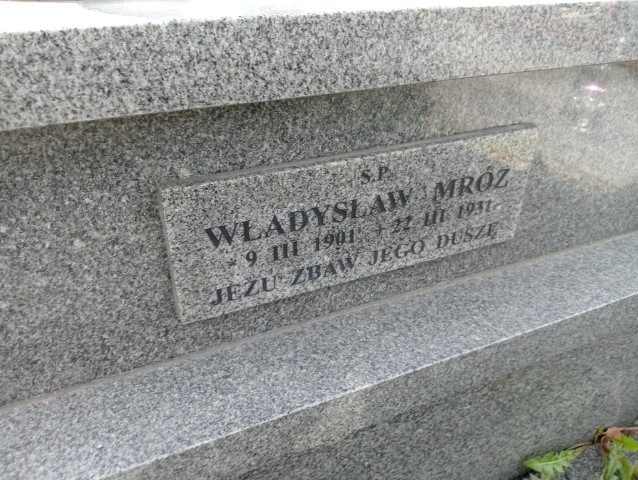 S.P.
WŁADYSŁAW MRÓZ
* 9 III 1901 + 22 III 1931
JEZU ZBAW JEGO DUSZĘ